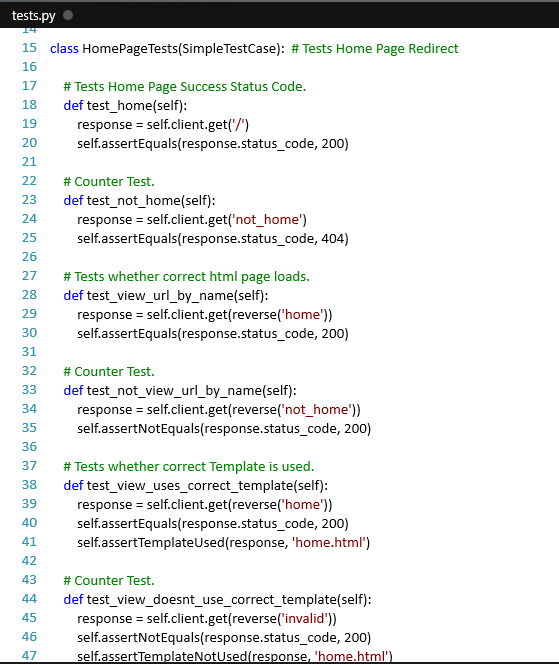 tests.py
14
15 class HomePageTests(SimpleTestCase): # Tests Home Page Redirect
16
17 # Tests Home Page Success Status Code.
18 def test_home(self):
19 response = self.client.get('/')
20 self.assertEquals(response.status_code, 200)
21
22 # Counter Test.
23 def test_not_home(self):
24 response = self.client.get('not_home')
25 self.assertEquals(response.status_code, 404)
26
27 # Tests whether correct html page loads.
28 def test_view_url_by_name(self):
29 response = self.client.get(reverse('home'))
30 self.assertEquals(response.status_code, 200)
31
32 # Counter Test.
33 def test_not_view_url_by_name(self):
34 response = self.client.get(reverse('not_home'))
35 self.assertNotEquals(response.status_code, 200)
36
37 # Tests whether correct Template is used.
38 def test_view_uses_correct_template(self):
39 response = self.client.get(reverse('home'))
40 self.assertEquals(response.status_code, 200)
41 self.assertTemplateUsed(response, 'home.html')
42
43 # Counter Test.
44 def test_view_doesnt_use_correct_template(self):
45 response = self.client.get(reverse('invalid'))
46 self.assertNotEquals(response.status_code, 200)
47 self.assertTemplateNotUsed(response, 'home.html')